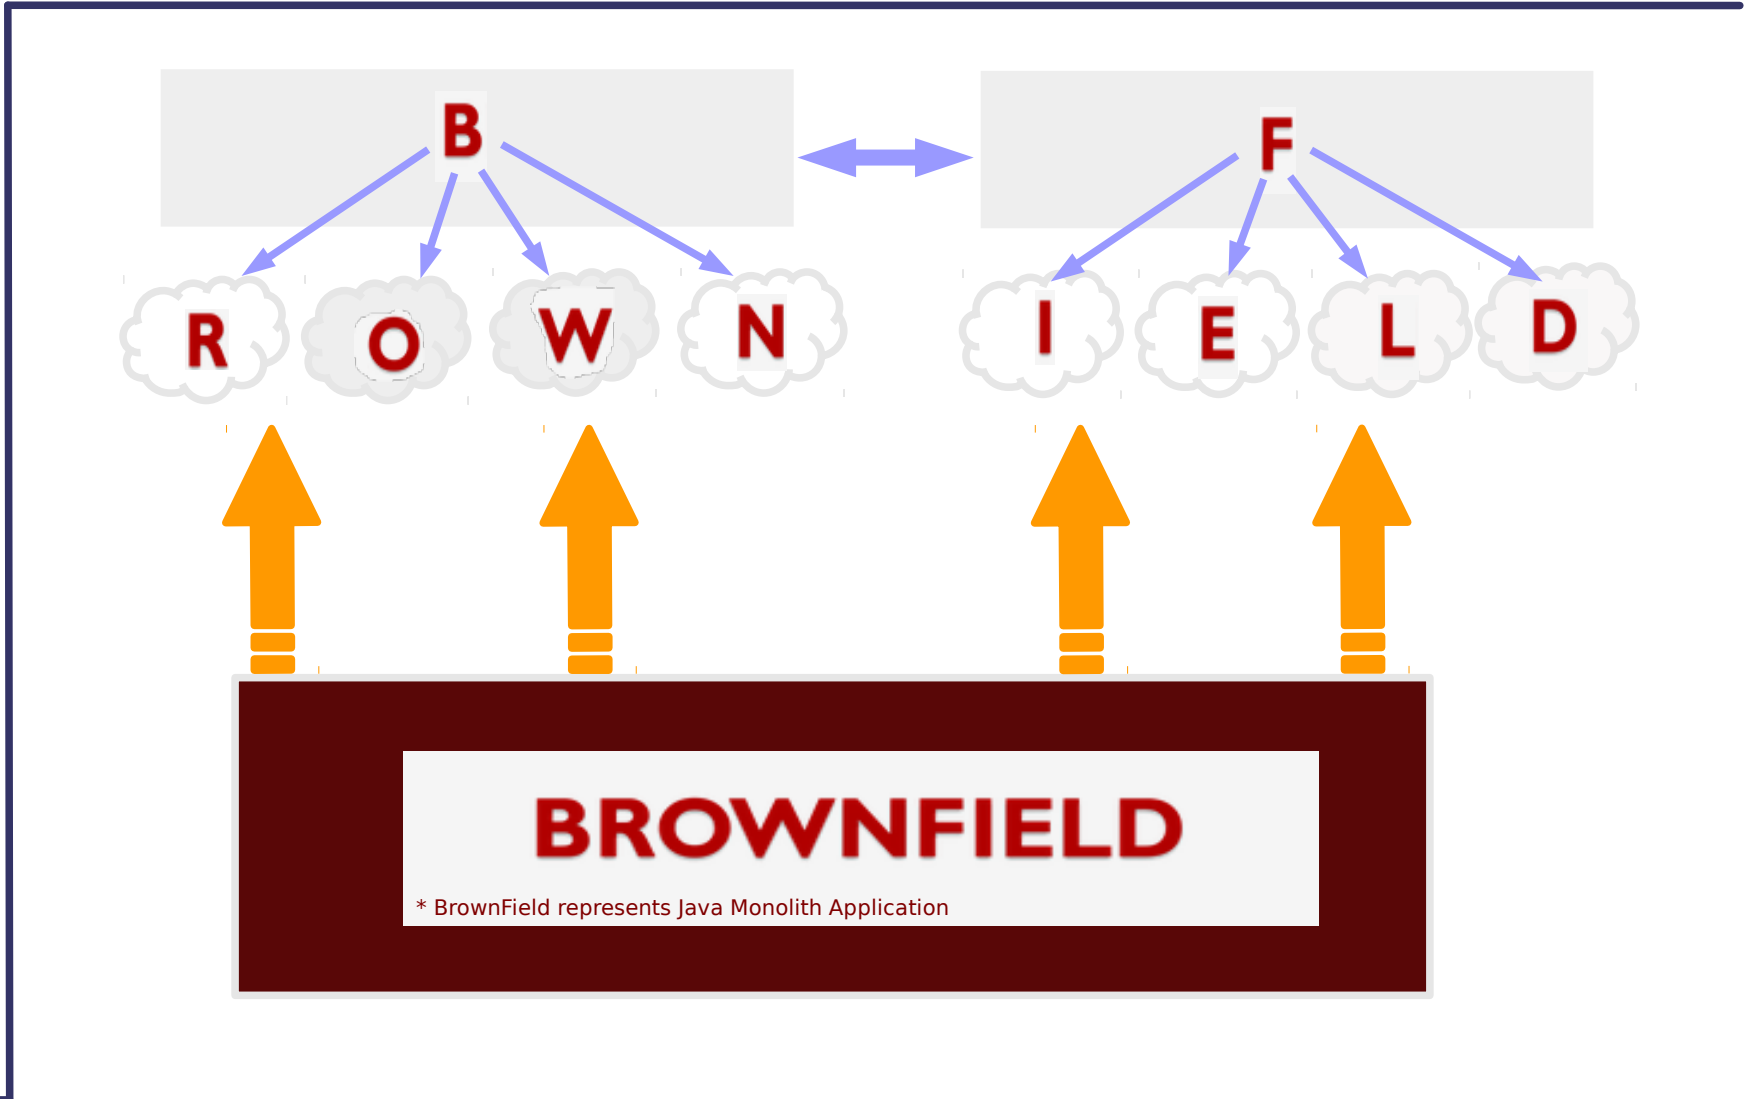 B
F
R O W N
I E L D
BROWNFIELD
* BrownField represents Java Monolith Application